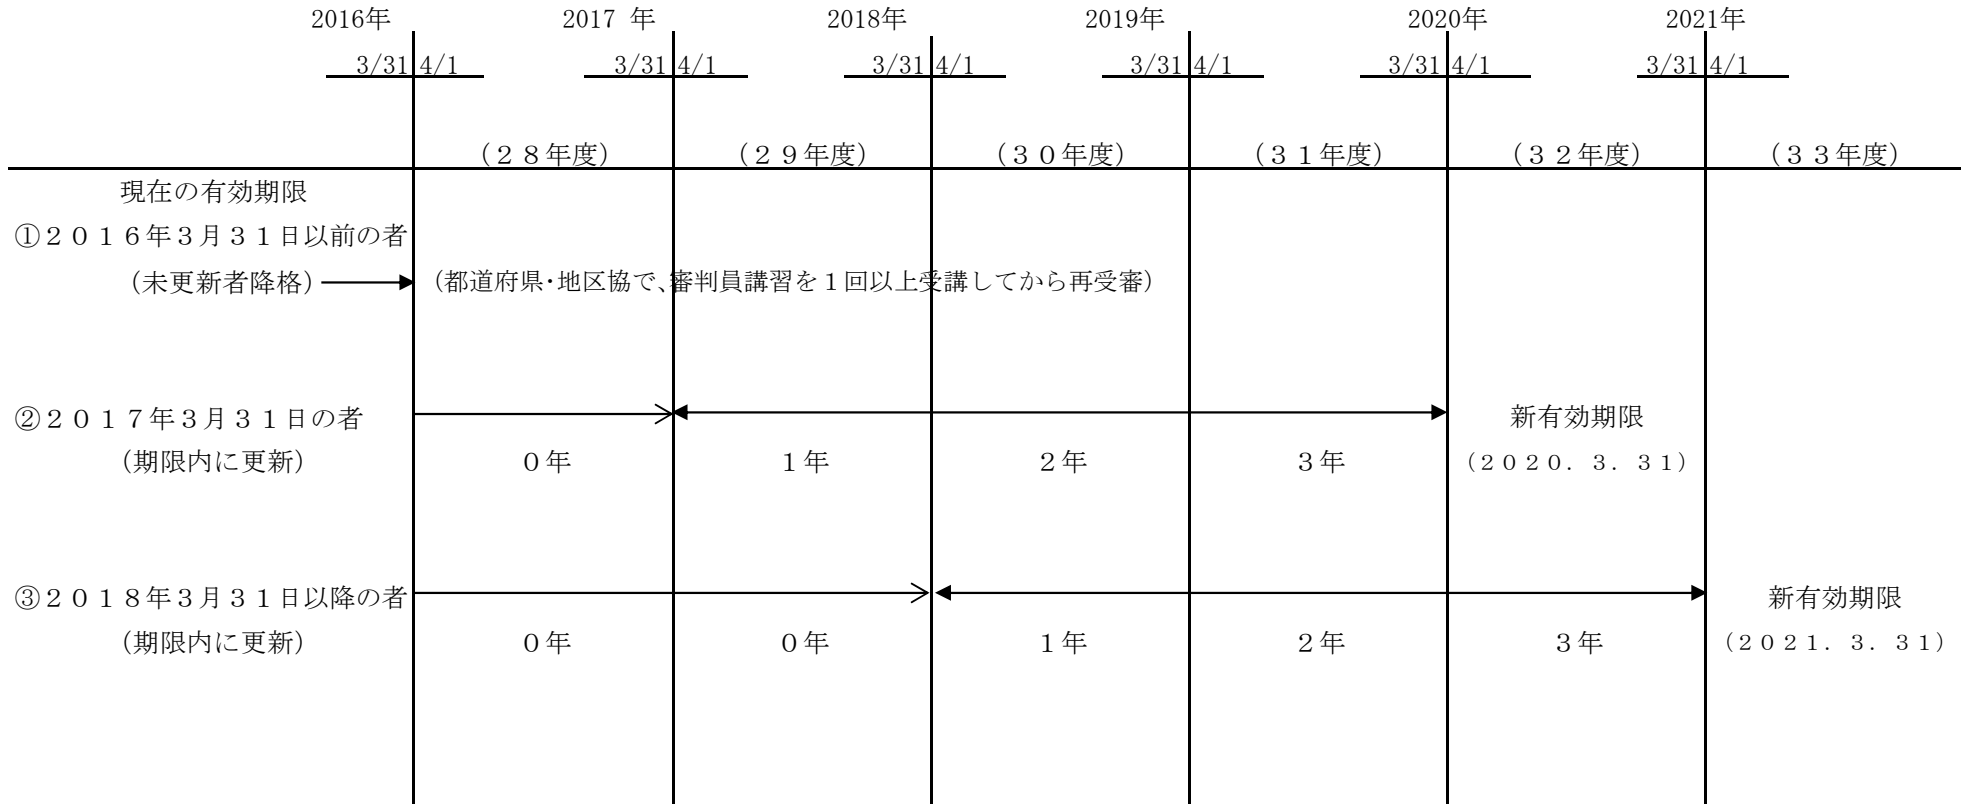 2016年 2017 年 2018年 2019年 2020年 2021年
3/31 4/1 3/31 4/1 3/31 4/1 3/31 4/1 3/31 4/1 3/31 4/1
(２８年度) (２９年度) (３０年度) (３１年度) (３２年度) (３３年度)
現在の有効期限
①２０１６年３月３１日以前の者
(未更新者降格) (都道府県･地区協で､審判員講習を１回以上受講してから再受審)
②２０１７年３月３１日の者 新有効期限
(期限内に更新) ０年 １年 ２年 ３年 (２０２０．３．３１)
③２０１８年３月３１日以降の者 新有効期限
(期限内に更新) ０年 ０年 １年 ２年 ３年 (２０２１．３．３１)